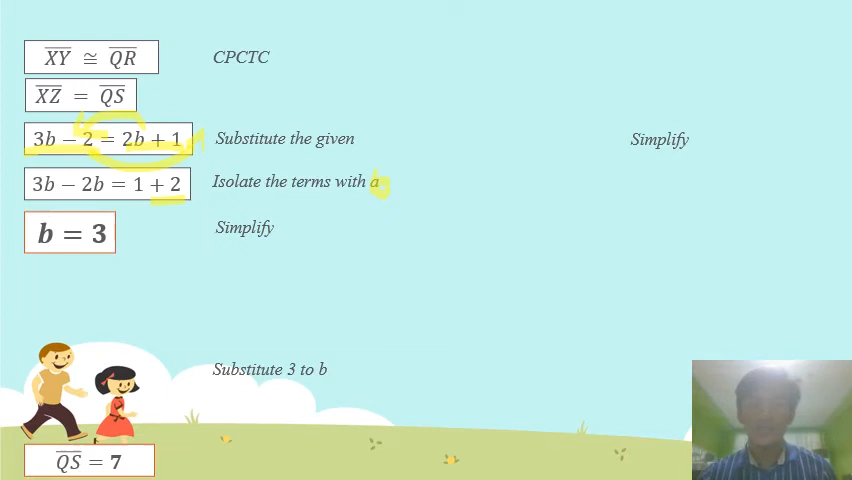 XY ≅ QR CPCTC
XZ = QS
3b − 2 = 2b + 1 Substitute the given Simplify
3b − 2b = 1 + 2 Isolate the terms with a b
b = 3 Simplify
Substitute 3 to b
QS = 7